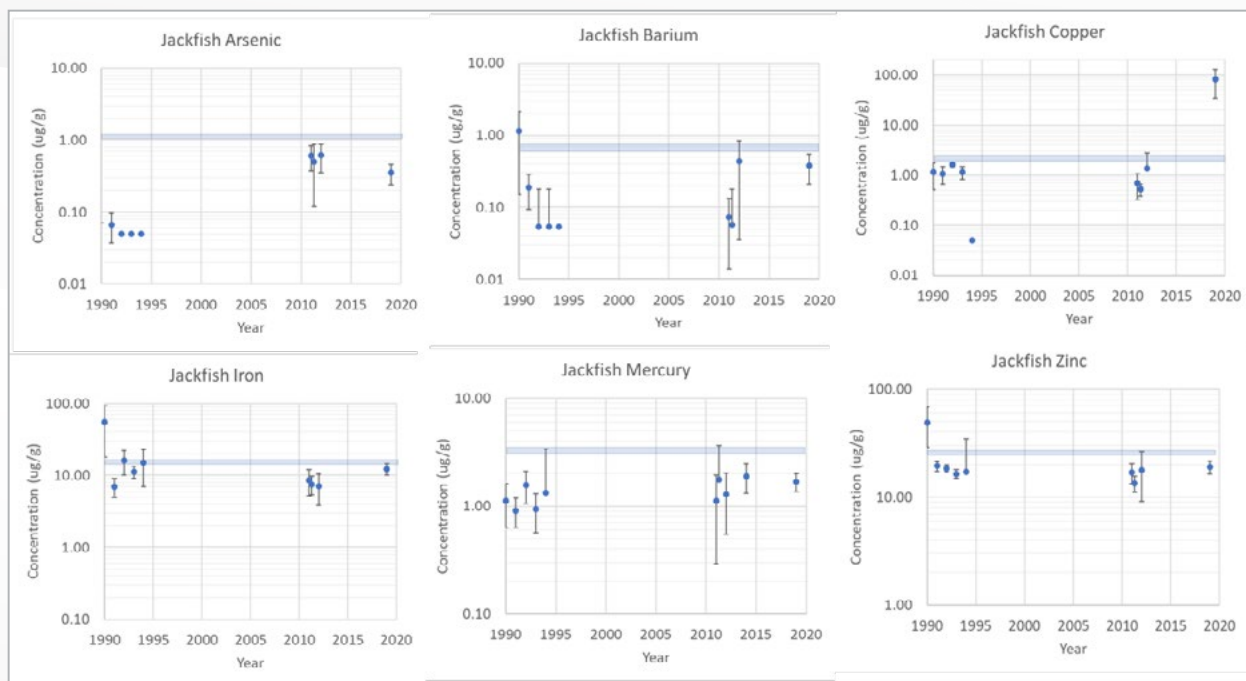 Jackfish Arsenic
Concentration (ug/g)
10.00
1.00
0.10
0.01
1990 1995 2000 2005 2010 2015 2020
Year
Jackfish Barium
Concentration (ug/g)
10.00
1.00
0.10
0.01
1990 1995 2000 2005 2010 2015 2020
Year
Jackfish Copper
Concentration (ug/g)
100.00
10.00
1.00
0.10
0.01
1990 1995 2000 2005 2010 2015 2020
Year
Jackfish Iron
Concentration (ug/g)
100.00
10.00
1.00
0.10
1990 1995 2000 2005 2010 2015 2020
Year
Jackfish Mercury
Concentration (ug/g)
10.00
1.00
0.10
1990 1995 2000 2005 2010 2015 2020
Year
Jackfish Zinc
Concentration (ug/g)
100.00
10.00
1.00
1990 1995 2000 2005 2010 2015 2020
Year